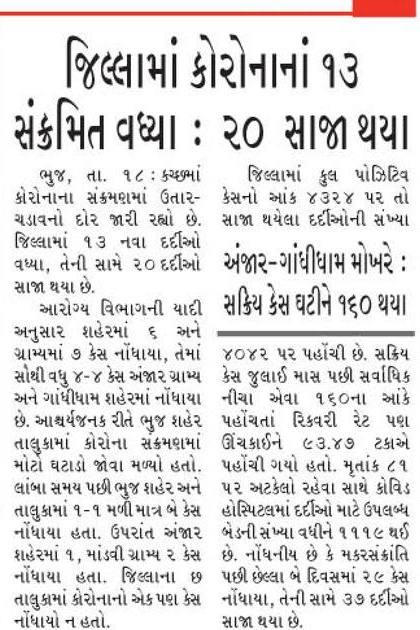 જિલ્લામાં કોરોનાનાં ૧૩
સંક્રમિત વધ્યા : ૨૦ સાજા થયા
ભુજ, તા. ૧૮ : કચ્છમાં
કોરોનાના સંક્રમણમાં ઉતાર-
ચડાવનો દોર જારી રહ્યો છે.
જિલ્લામાં ૧૩ નવા દર્દીઓ
વધ્યા, તેની સામે ૨૦ દર્દીઓ
સાજા થયા છે.
આરોગ્ય વિભાગની યાદી
અનુસાર શહેરમાં ૬ અને
ગ્રામ્યમાં ૭ કેસ નોંધાયા, તેમાં
સૌથી વધુ ૪-૪ કેસ અંજાર ગ્રામ્ય
અને ગાંધીધામ શહેરમાં નોંધાયા
છે. આશ્ચર્યજનક રીતે ભુજ શહેર
તાલુકામાં કોરોના સંક્રમણમાં
મોટો ઘટાડો જોવા મળ્યો હતો.
લાંબા સમય પછી ભુજ શહેર અને
તાલુકામાં ૧-૧ મળી માત્ર બે કેસ
નોંધાયા હતા. ઉપરાંત અંજાર
શહેરમાં ૧, માંડવી ગ્રામ્ય ૨ કેસ
નોંધાયા હતા. જિલ્લાના છ
તાલુકામાં કોરોનાનો એક પણ કેસ
નોંધાયો ન હતો.
જિલ્લામાં કુલ પોઝિટિવ
કેસનો આંક ૪૩૨૪ પર તો
સાજા થયેલા દર્દીઓની સંખ્યા
અંજાર-ગાંધીધામ મોખરે :
સક્રિય કેસ ઘટીને ૧૬૦ થયા
૪૦૪૨ પર પહોંચી છે. સક્રિય
કેસ જુલાઈ માસ પછી સર્વાધિક
નીચા એવા ૧૬૦ના આંકે
પહોંચતાં રિકવરી રેટ પણ
ઊંચકાઈને ૯૩.૪૭ ટકાએ
પહોંચી ગયો હતો. મૃતાંક ૮૧
પર અટકેલો રહેવા સાથે કોવિડ
હોસ્પિટલમાં દર્દીઓ માટે ઉપલબ્ધ
બેડની સંખ્યા વધીને ૧૧૧૯ થઈ
છે. નોંધનીય છે કે મકરસંક્રાંતિ
પછી છેલ્લા બે દિવસમાં ૨૯ કેસ
નોંધાયા, તેની સામે ૩૭ દર્દીઓ
સાજા થયા છે.